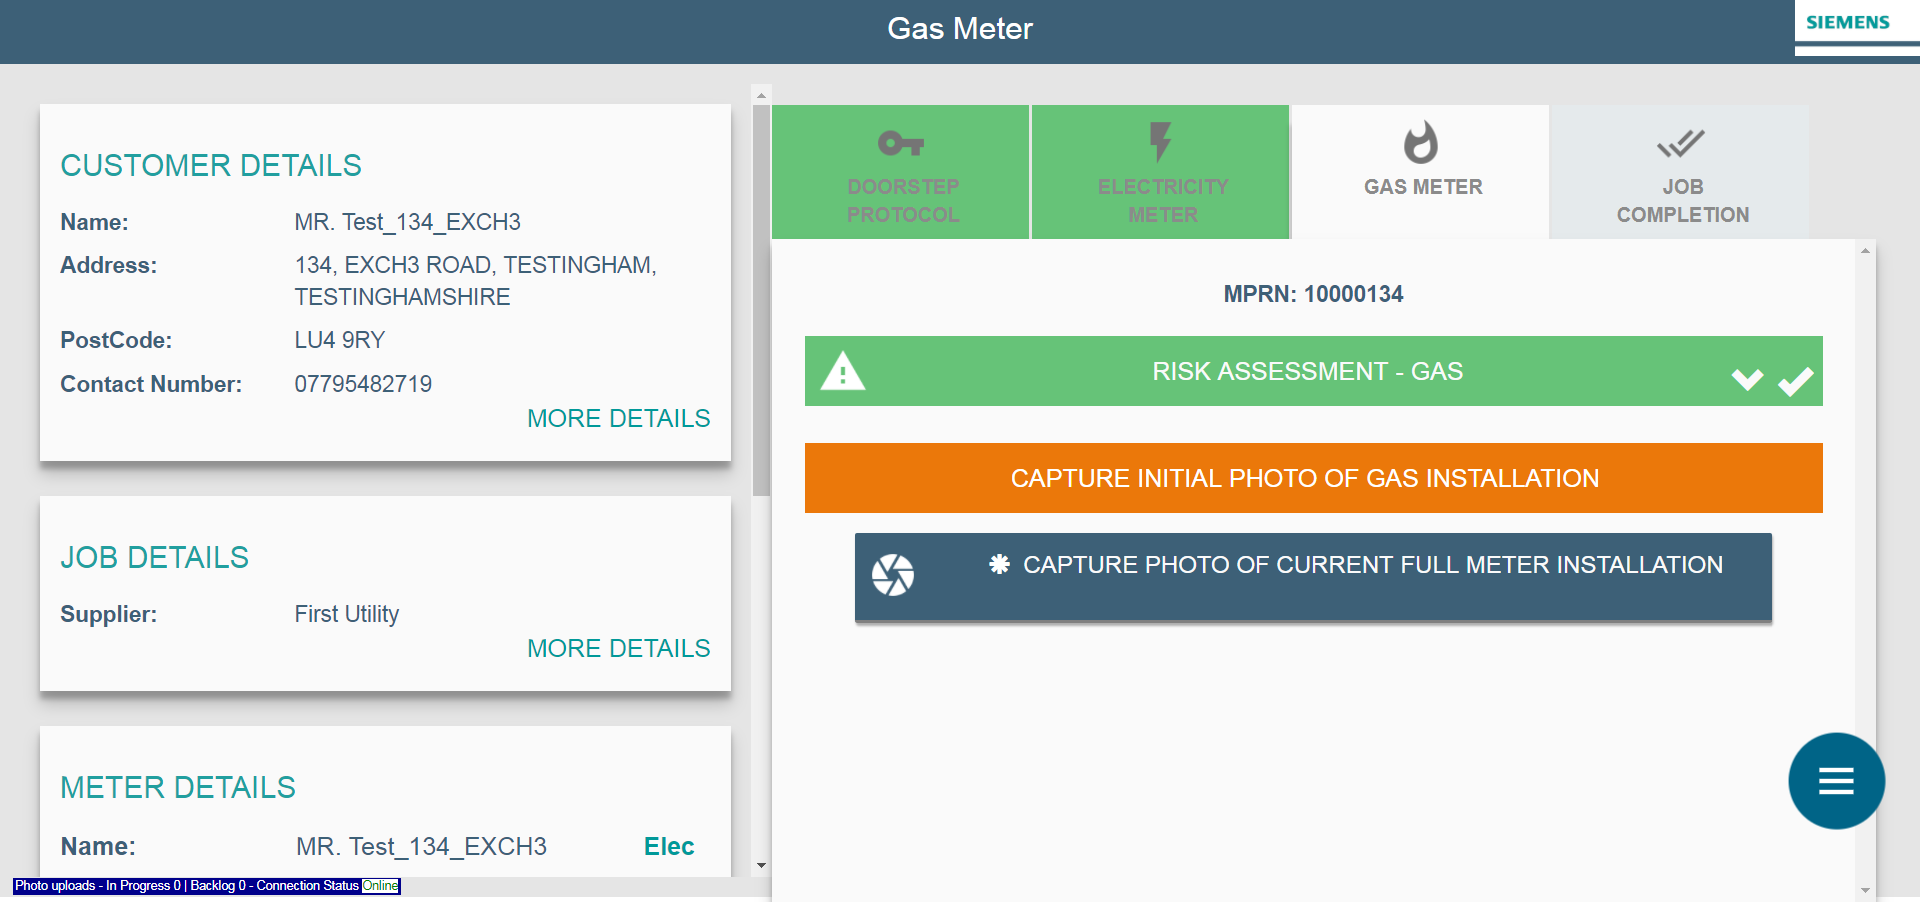 Gas Meter
SIEMENS
CUSTOMER DETAILS
Name: MR. Test_134_EXCH3
Address: 134, EXCH3 ROAD, TESTINGHAM,
TESTINGHAMSHIRE
PostCode: LU4 9RY
Contact Number: 07795482719
MORE DETAILS
JOB DETAILS
Supplier: First Utility
MORE DETAILS
METER DETAILS
Name: MR. Test_134_EXCH3 Elec
Photo uploads - In Progress 0 | Backlog 0 - Connection Status Online
DOORSTEP
PROTOCOL
ELECTRICITY
METER
GAS METER
JOB
COMPLETION
MPRN: 10000134
RISK ASSESSMENT - GAS
CAPTURE INITIAL PHOTO OF GAS INSTALLATION
CAPTURE PHOTO OF CURRENT FULL METER INSTALLATION